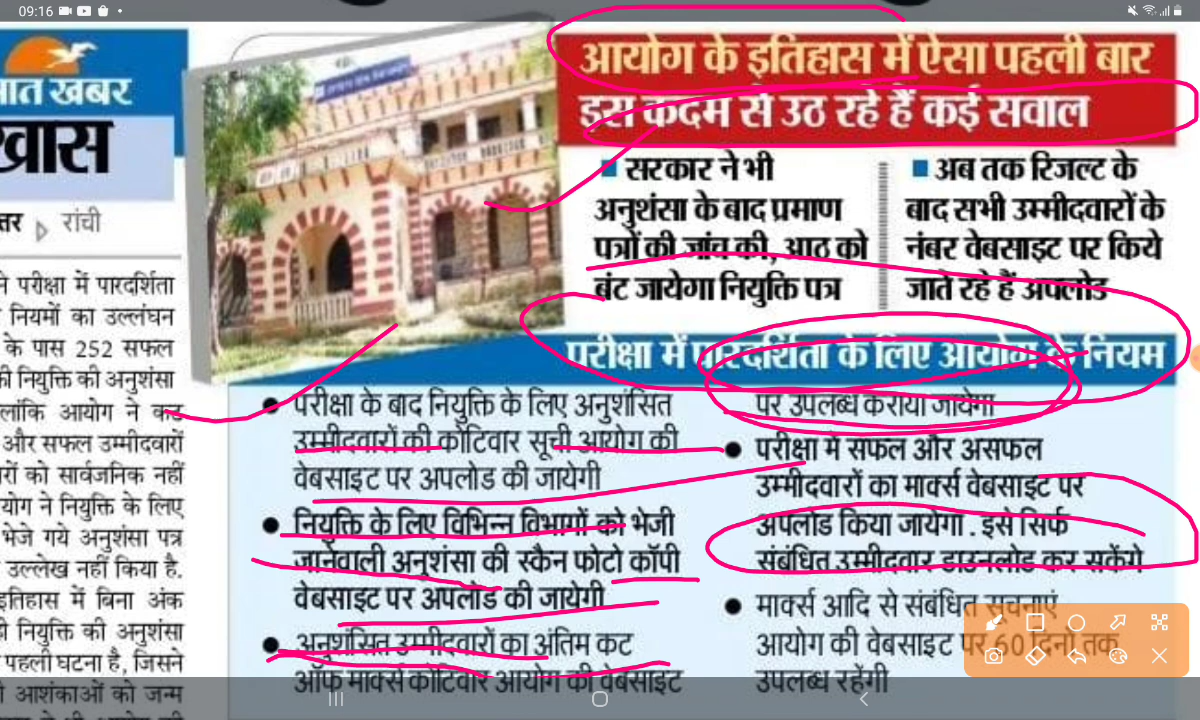 09:16
ात खबर
खास
तर रांची
ने परीक्षा में पारदर्शिता
नियमों का उल्लंघन
के पास 252 सफल
की नियुक्ति की अनुशंसा
लांकि आयोग ने कट
और सफल उम्मीदवारों
रों को सार्वजनिक नहीं
योग ने नियुक्ति के लिए
भेजे गये अनुशंसा पत्र
उल्लेख नहीं किया है.
इतिहास में बिना अंक
ही नियुक्ति की अनुशंसा
पहली घटना है, जिसने
आशंकाओं को जन्म
आयोग के इतिहास में ऐसा पहली बार
इस कदम से उठ रहे हैं कई सवाल
सरकार ने भी
अनुशंसा के बाद प्रमाण
पत्रों की जांच की, आठ को
बंट जायेगा नियुक्ति पत्र
अब तक रिजल्ट के
बाद सभी उम्मीदवारों के
नंबर वेबसाइट पर किये
जाते रहे हैं अपलोड
परीक्षा में पारदर्शिता के लिए आयोग के नियम
● परीक्षा के बाद नियुक्ति के लिए अनुशंसित
उम्मीदवारों की कोटिवार सूची आयोग की
वेबसाइट पर अपलोड की जायेगी
● नियुक्ति के लिए विभिन्न विभागों को भेजी
जानेवाली अनुशंसा की स्कैन फोटो कॉपी
वेबसाइट पर अपलोड की जायेगी
● अनुशंसित उम्मीदवारों का अंतिम कट
ऑफ मार्क्स कोटिवार आयोग की वेबसाइट
पर उपलब्ध कराया जायेगा
● परीक्षा में सफल और असफल
उम्मीदवारों का मार्क्स वेबसाइट पर
अपलोड किया जायेगा. इसे सिर्फ
संबंधित उम्मीदवार डाउनलोड कर सकेंगे
● मार्क्स आदि से संबंधित सूचनाएं
आयोग की वेबसाइट पर 60 दिनों तक
उपलब्ध रहेंगी